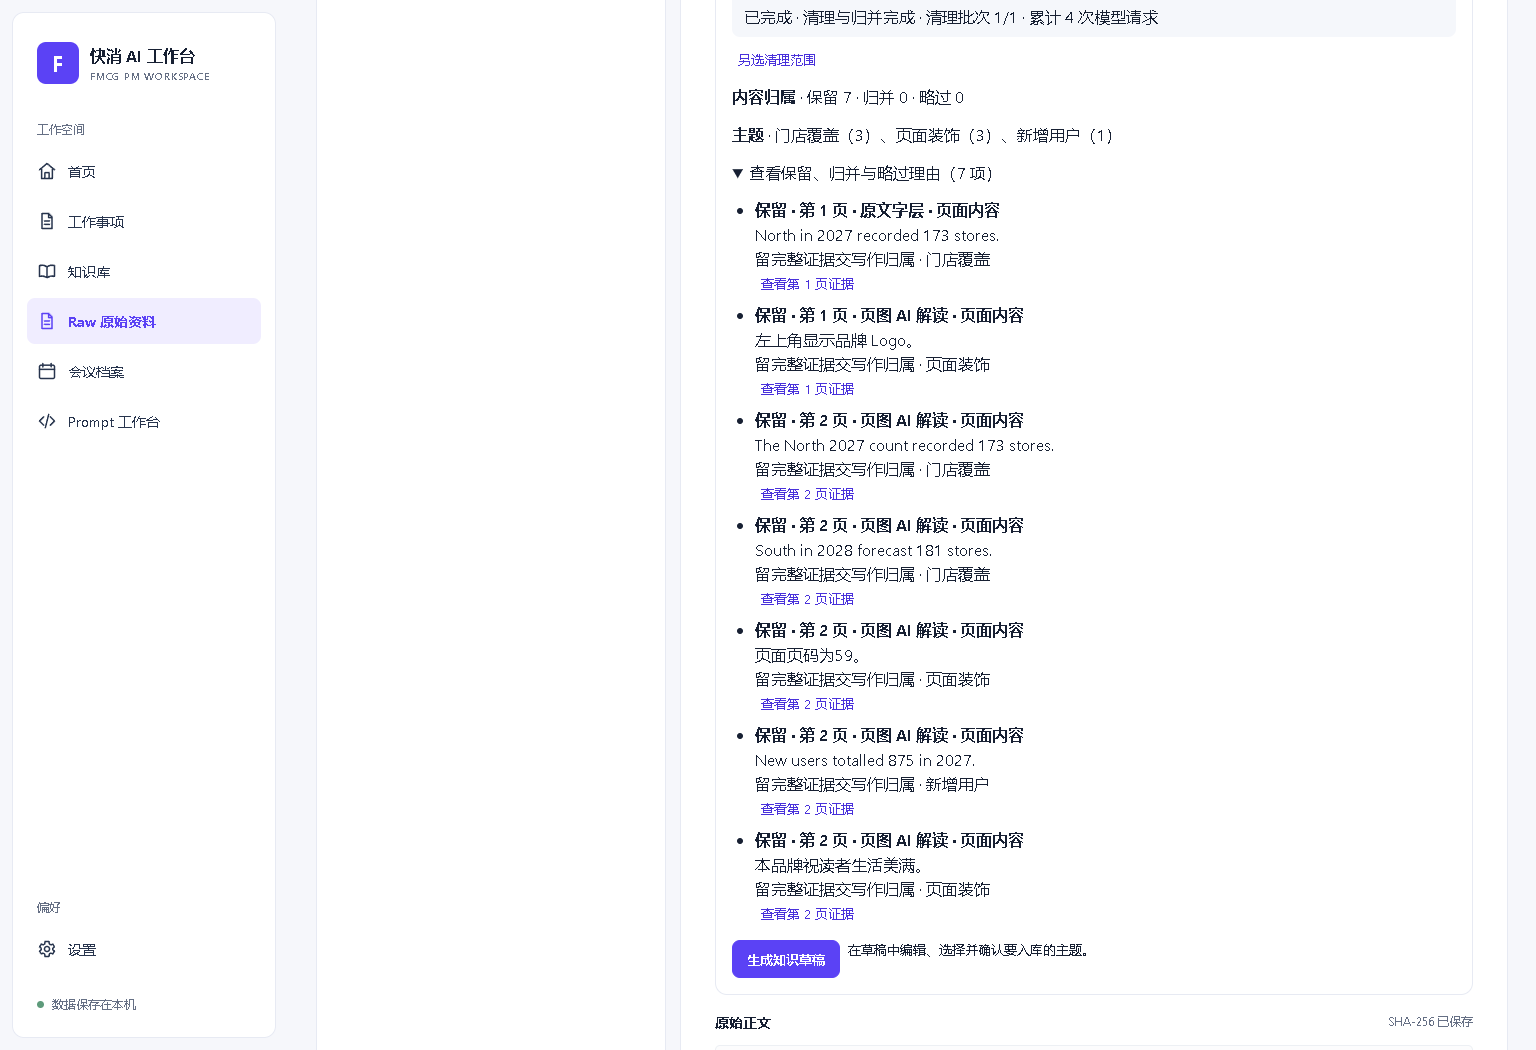 F
快消 AI 工作台
FMCG PM WORKSPACE
工作空间
首页
工作事项
知识库
Raw 原始资料
会议档案
Prompt 工作台
偏好
设置
数据保存在本机
已完成 · 清理与归并完成 · 清理批次 1/1 · 累计 4 次模型请求
另选清理范围
内容归属 · 保留 7 · 归并 0 · 略过 0
主题 · 门店覆盖（3）、页面装饰（3）、新增用户（1）
▼ 查看保留、归并与略过理由（7 项）
• 保留 · 第 1 页 · 原文字层 · 页面内容
North in 2027 recorded 173 stores.
留完整证据交写作归属 · 门店覆盖
查看第 1 页证据
• 保留 · 第 1 页 · 页图 AI 解读 · 页面内容
左上角显示品牌 Logo。
留完整证据交写作归属 · 页面装饰
查看第 1 页证据
• 保留 · 第 2 页 · 页图 AI 解读 · 页面内容
The North 2027 count recorded 173 stores.
留完整证据交写作归属 · 门店覆盖
查看第 2 页证据
• 保留 · 第 2 页 · 页图 AI 解读 · 页面内容
South in 2028 forecast 181 stores.
留完整证据交写作归属 · 门店覆盖
查看第 2 页证据
• 保留 · 第 2 页 · 页图 AI 解读 · 页面内容
页面页码为59。
留完整证据交写作归属 · 页面装饰
查看第 2 页证据
• 保留 · 第 2 页 · 页图 AI 解读 · 页面内容
New users totalled 875 in 2027.
留完整证据交写作归属 · 新增用户
查看第 2 页证据
• 保留 · 第 2 页 · 页图 AI 解读 · 页面内容
本品牌祝读者生活美满。
留完整证据交写作归属 · 页面装饰
查看第 2 页证据
生成知识草稿 在草稿中编辑、选择并确认要入库的主题。
原始正文
SHA-256 已保存